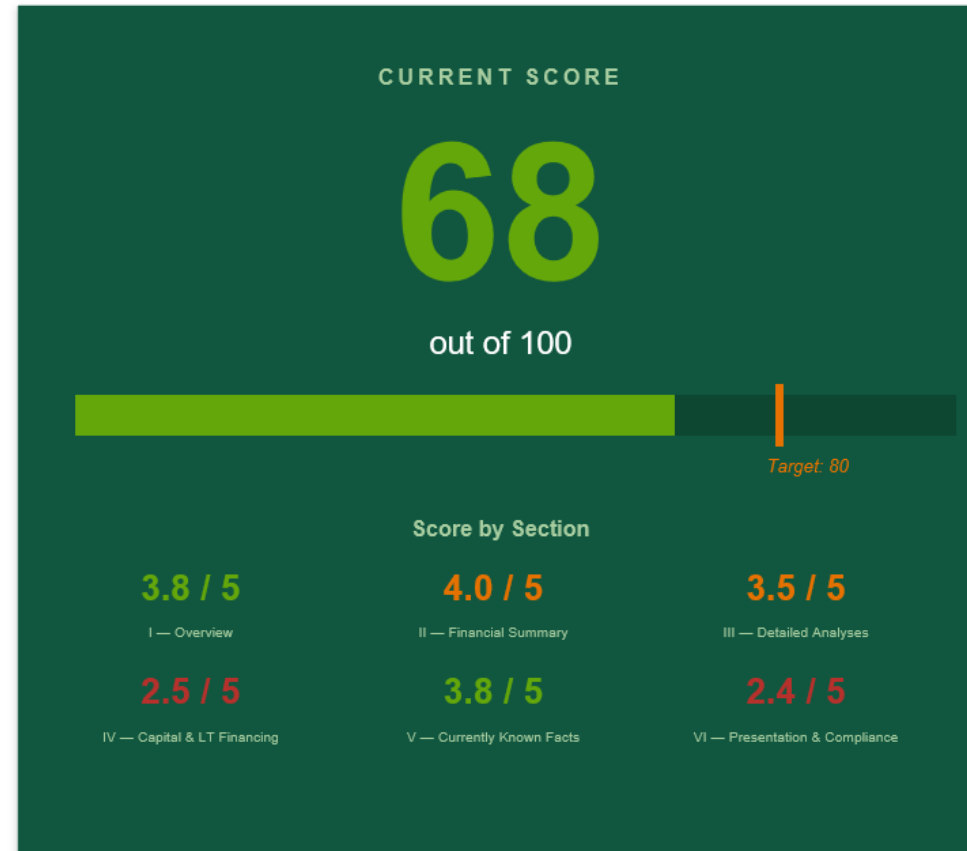 CURRENT SCORE
68
out of 100
Target: 80
Score by Section
3.8 / 5
4.0 / 5
3.5 / 5
I — Overview
II — Financial Summary
III — Detailed Analyses
2.5 / 5
3.8 / 5
2.4 / 5
IV — Capital & LT Financing
V — Currently Known Facts
VI — Presentation & Compliance